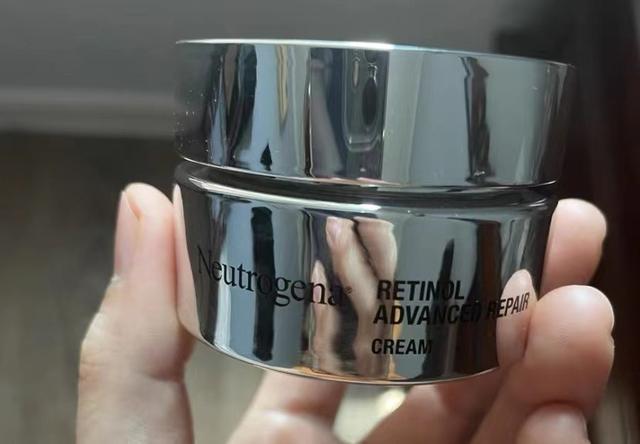 Neutrogena®
RETINOL
ADVANCED REPAIR
CREAM